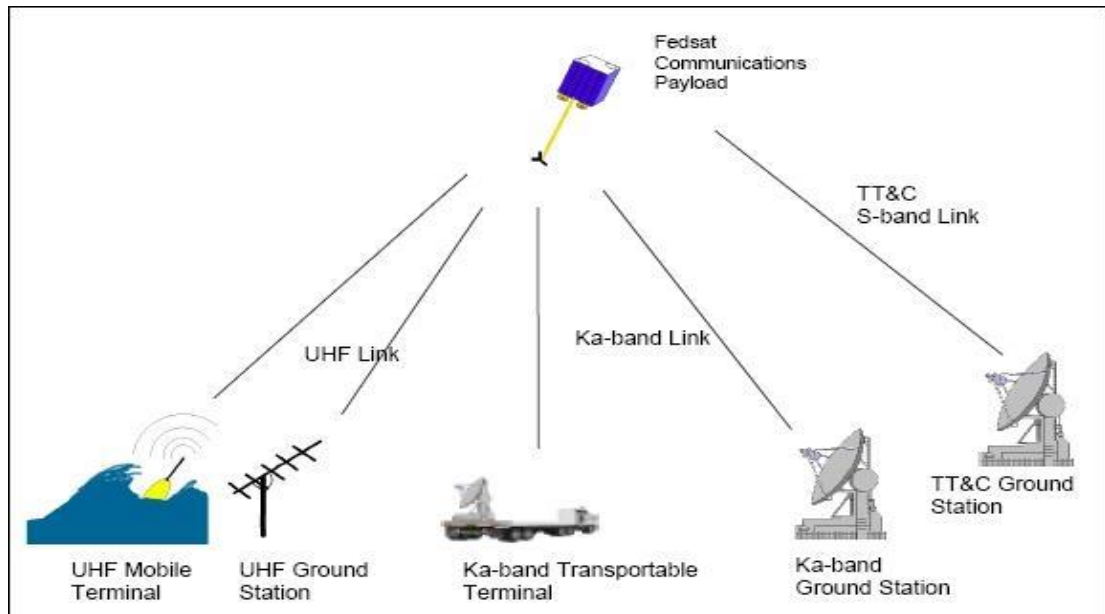 Fedsat
Communications
Payload
TT&C
S-band Link
UHF Link
Ka-band Link
UHF Mobile
Terminal
UHF Ground
Station
Ka-band Transportable
Terminal
Ka-band
Ground Station
TT&C Ground
Station